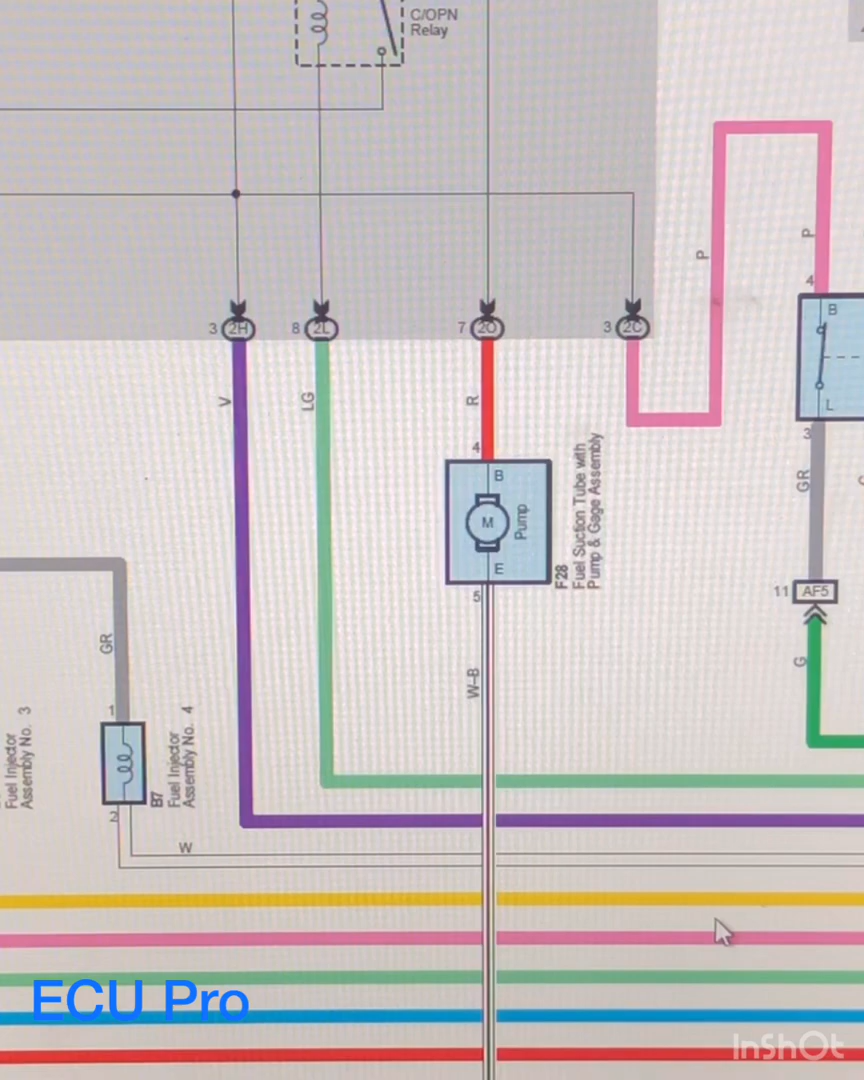 C/OPN
Relay
P
P
4
B
L
3
3 2H
8 2L
7 2O
3 2C
V
LG
R
4
B
M
Pump
E
5
F28
Fuel Suction Tube with
Pump & Gage Assembly
GR
11 AF5
G
GR
W-B
1
2
B7
Fuel Injector
Assembly No. 4
Fuel Injector
Assembly No. 3
W
ECU Pro
InShOt